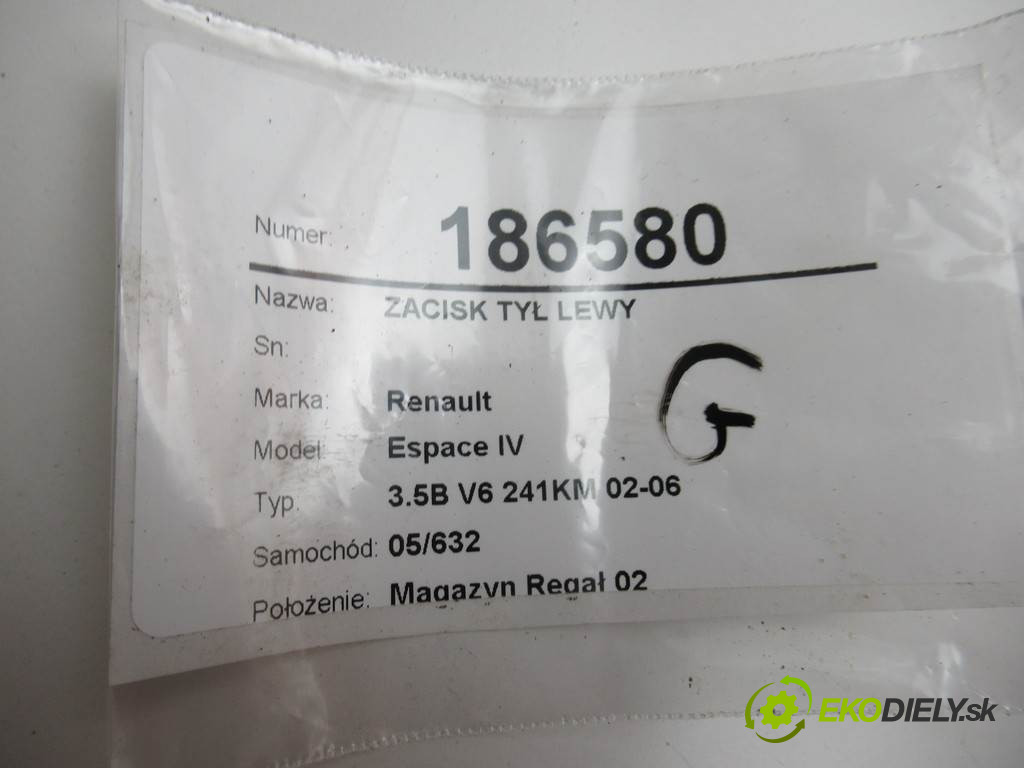 Numer: 186580
Nazwa: ZACISK TYŁ LEWY
Sn:
Marka: Renault
Model: Espace IV
Typ. 3.5B V6 241KM 02-06
Samochód: 05/632
Położenie: Magazyn Regał 02
G
EKODIELY.sk